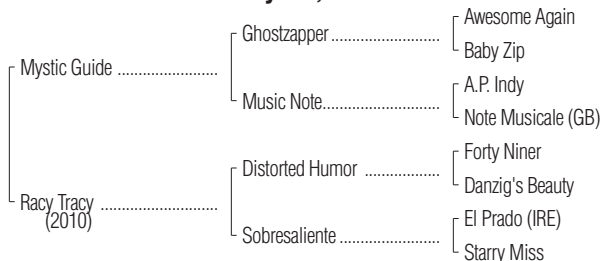 Awesome Again
Ghostzapper
Baby Zip
Mystic Guide
A.P. Indy
Music Note
Note Musicale (GB)
Forty Niner
Distorted Humor
Danzig's Beauty
Racy Tracy
(2010)
El Prado (IRE)
Sobresaliente
Starry Miss